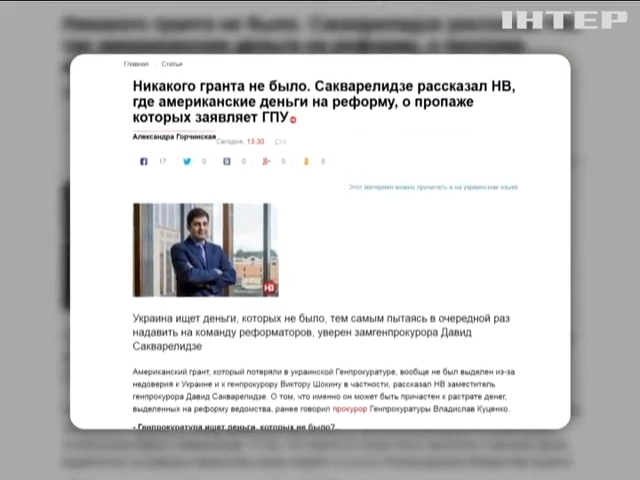 ІНТЕР
Главная Статьи
Никакого гранта не было. Сакварелидзе рассказал НВ,
где американские деньги на реформу, о пропаже
которых заявляет ГПУ
Александра Горчинская
Сегодня, 13:30 3
17 0 0 0 0
Этот материал можно прочитать и на украинском языке
НВ
Украина ищет деньги, которых не было, тем самым пытаясь в очередной раз
надавить на команду реформаторов, уверен замгенпрокурора Давид
Сакварелидзе
Американский грант, который потеряли в украинской Генпрокуратуре, вообще не был выделен из-за
недоверия к Украине и к генпрокурору Виктору Шокину в частности, рассказал НВ заместитель
генпрокурора Давид Сакварелидзе. О том, что именно он может быть причастен к растрате денег,
выделенных на реформу ведомства, ранее говорил прокурор Генпрокуратуры Владислав Куценко.
- Генпрокуратура ищет деньги, которых не было?